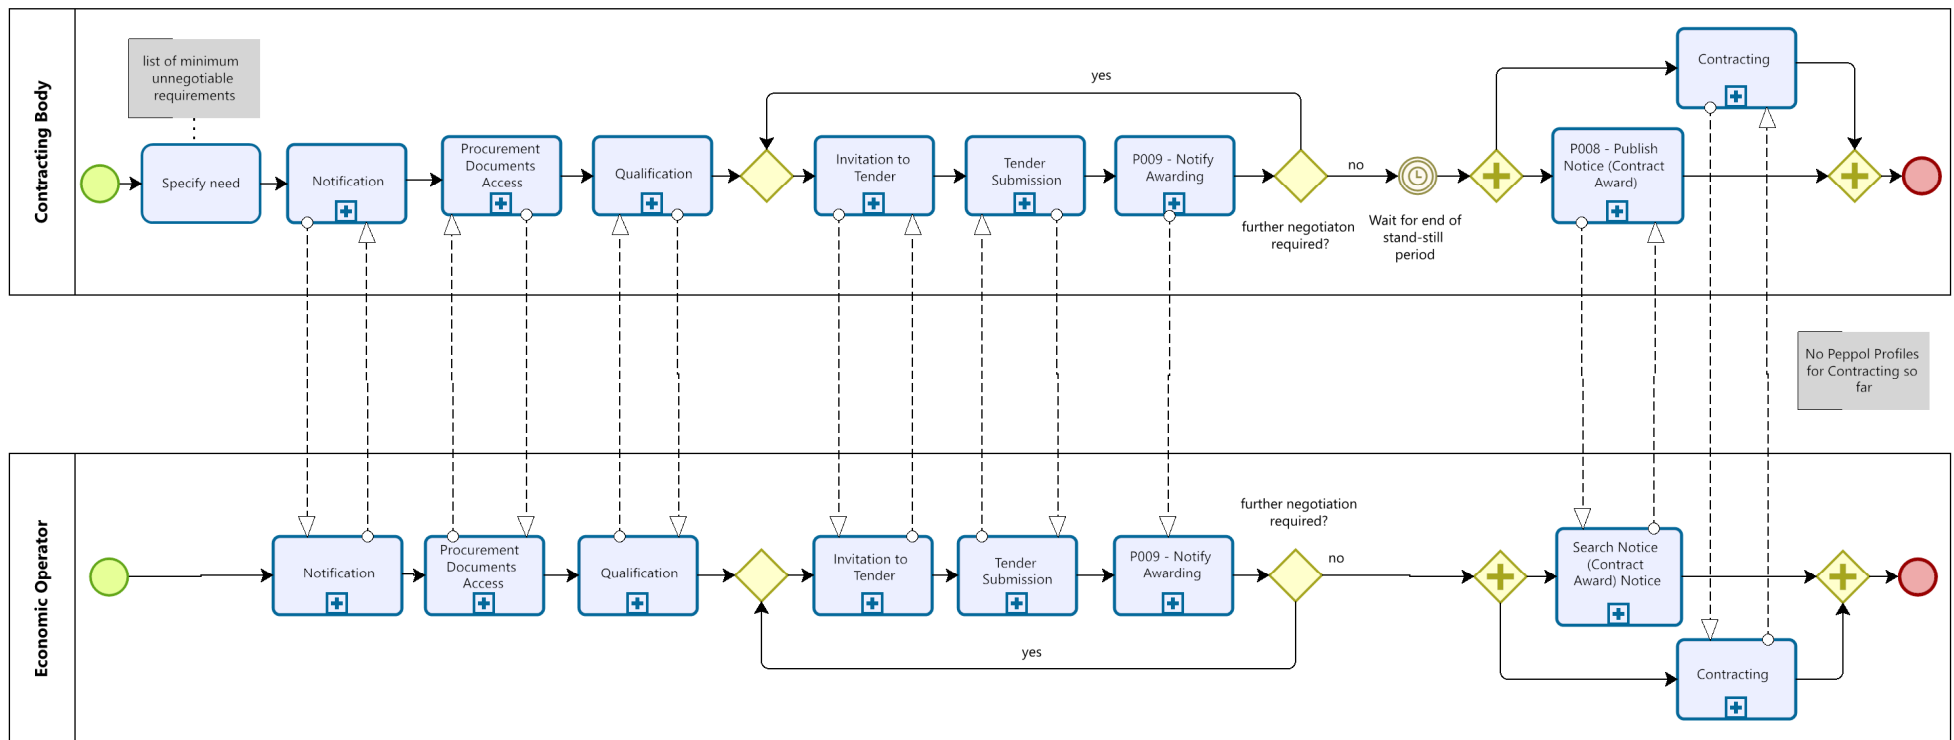 Contracting Body
list of minimum
unnegotiable
requirements
Specify need
Notification
Procurement
Documents
Access
Qualification
yes
Invitation to
Tender
Tender
Submission
P009 - Notify
Awarding
further negotiaton
required?
no
Wait for end of
stand-still
period
P008 - Publish
Notice (Contract
Award)
Contracting
No Peppol Profiles
for Contracting so
far
Economic Operator
Notification
Procurement
Documents
Access
Qualification
Invitation to
Tender
Tender
Submission
P009 - Notify
Awarding
further negotiation
required?
no
yes
Search Notice
(Contract
Award) Notice
Contracting